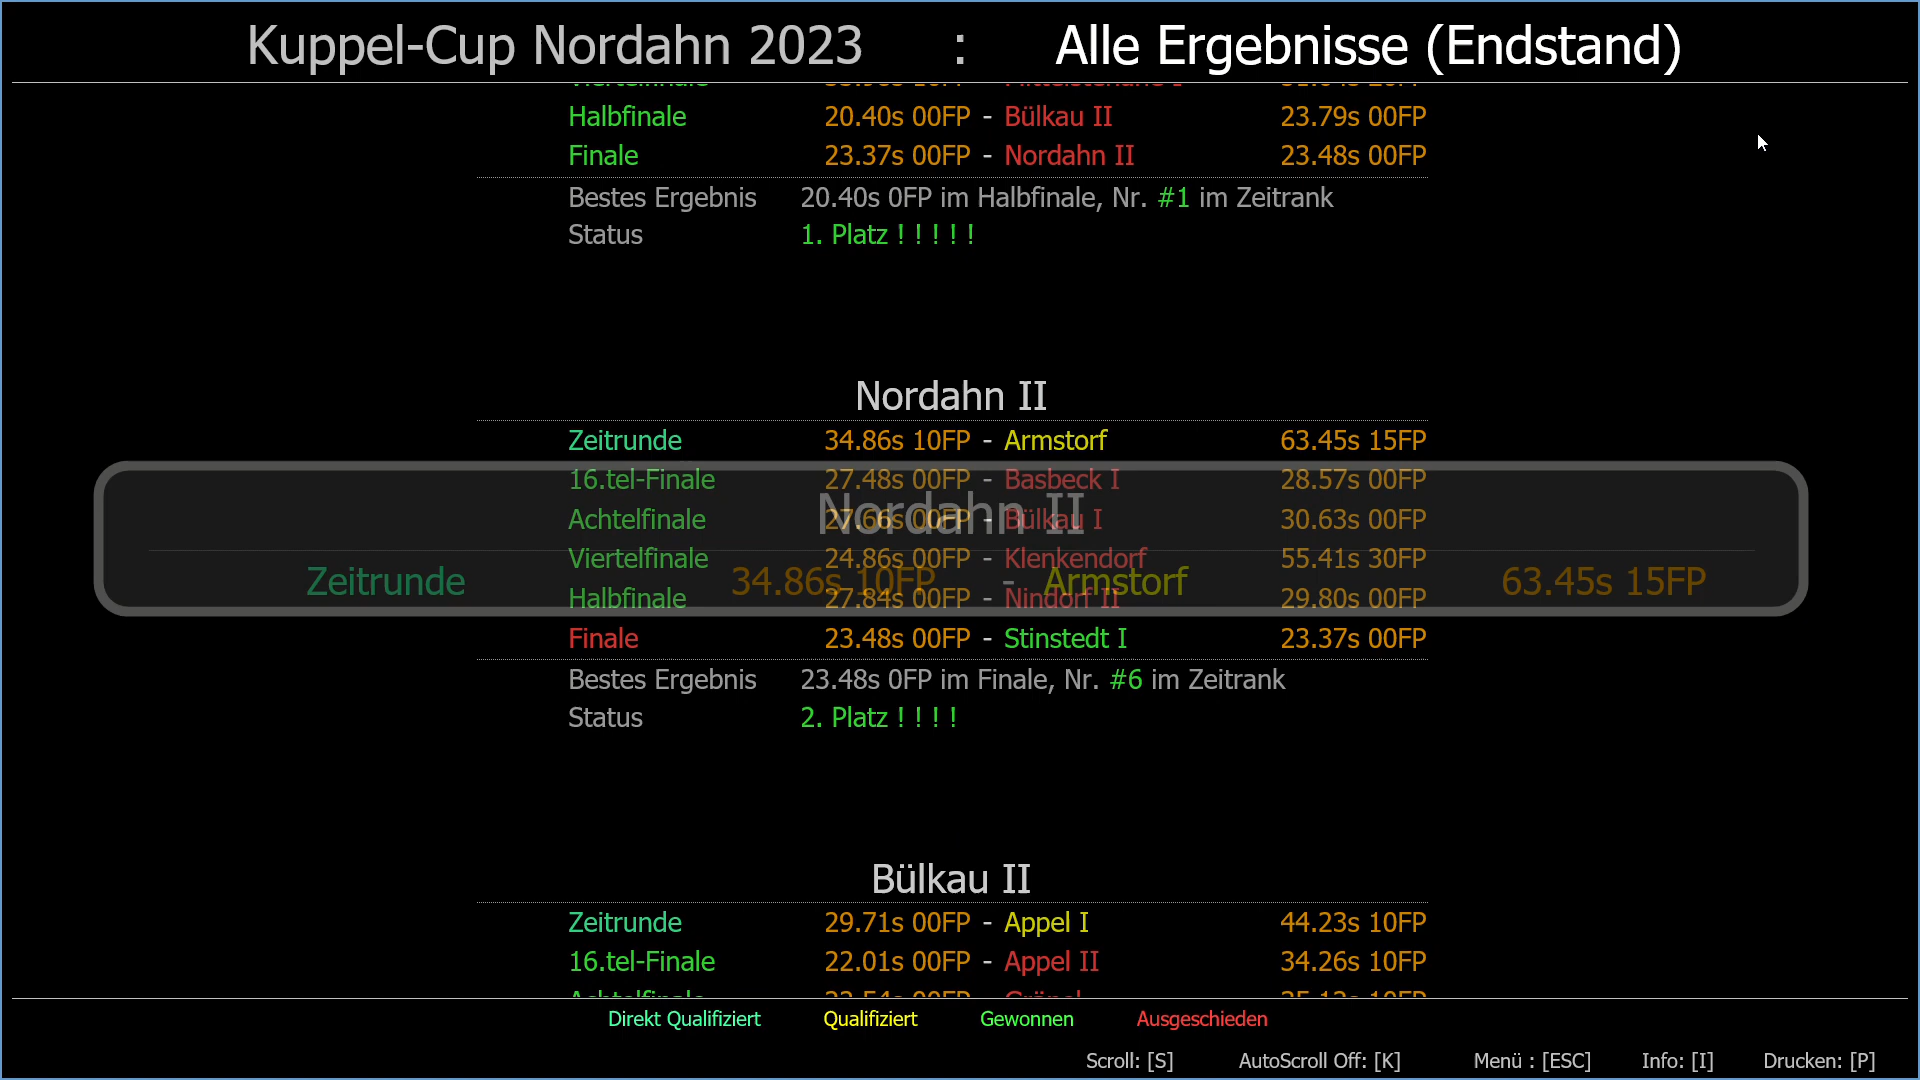 Kuppel-Cup Nordahn 2023 : Alle Ergebnisse (Endstand)
Halbfinale 20.40s 00FP - Bülkau II 23.79s 00FP
Finale 23.37s 00FP - Nordahn II 23.48s 00FP
Bestes Ergebnis 20.40s 0FP im Halbfinale, Nr. #1 im Zeitrank
Status 1. Platz ! ! ! ! !
Nordahn II
Zeitrunde 34.86s 10FP - Armstorf 63.45s 15FP
16.tel-Finale 27.48s 00FP - Basbeck I 28.57s 00FP
Nordahn II
Achtelfinale 27.66s 00FP - Bülkau I 30.63s 00FP
Viertelfinale 24.86s 00FP - Klenkendorf 55.41s 30FP
Zeitrunde 34.86s 10FP - Armstorf 63.45s 15FP
Halbfinale 27.84s 00FP - Nindorf II 29.80s 00FP
Finale 23.48s 00FP - Stinstedt I 23.37s 00FP
Bestes Ergebnis 23.48s 0FP im Finale, Nr. #6 im Zeitrank
Status 2. Platz ! ! ! !
Bülkau II
Zeitrunde 29.71s 00FP - Appel I 44.23s 10FP
16.tel-Finale 22.01s 00FP - Appel II 34.26s 10FP
Direkt Qualifiziert Qualifiziert Gewonnen Ausgeschieden
Scroll: [S] AutoScroll Off: [K] Menü : [ESC] Info: [I] Drucken: [P]